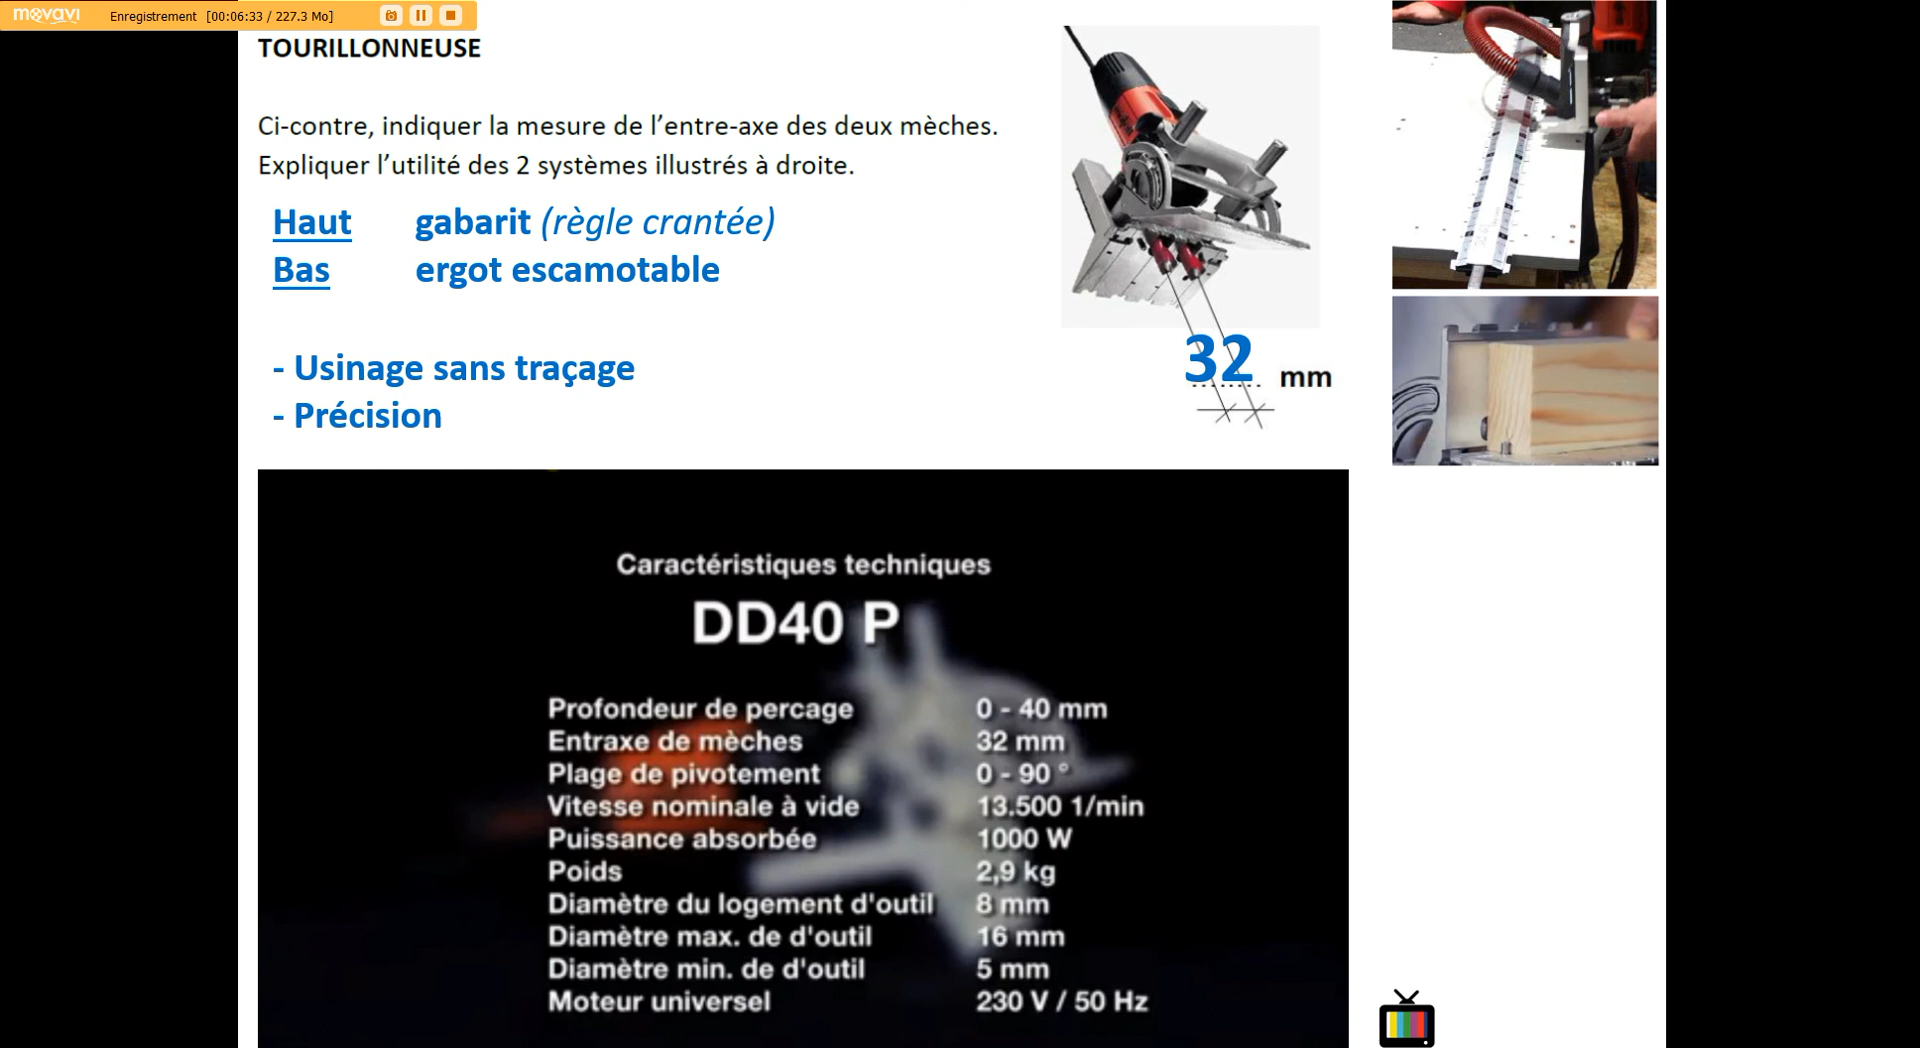 movavi
Enregistrement [00:06:33 / 227.3 Mo]
TOURILLONNEUSE
Ci-contre, indiquer la mesure de l’entre-axe des deux mèches.
Expliquer l’utilité des 2 systèmes illustrés à droite.
Haut gabarit (règle crantée)
Bas ergot escamotable
- Usinage sans traçage
- Précision
32 mm
Caractéristiques techniques
DD40 P
Profondeur de percage 0 - 40 mm
Entraxe de mèches 32 mm
Plage de pivotement 0 - 90 °
Vitesse nominale à vide 13.500 1/min
Puissance absorbée 1000 W
Poids 2,9 kg
Diamètre du logement d'outil 8 mm
Diamètre max. de d'outil 16 mm
Diamètre min. de d'outil 5 mm
Moteur universel 230 V / 50 Hz